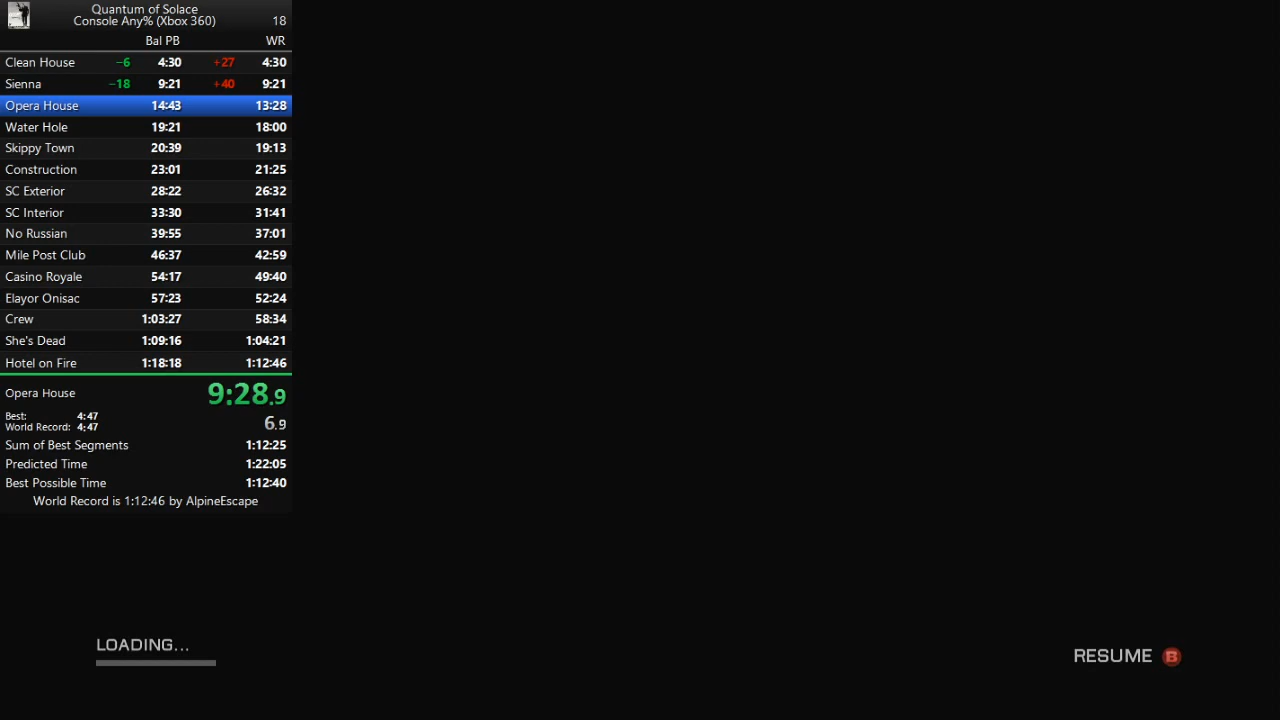 Quantum of Solace
Console Any% (Xbox 360) 18
Bal PB WR
Clean House −6 4:30 +27 4:30
Sienna −18 9:21 +40 9:21
Opera House 14:43 13:28
Water Hole 19:21 18:00
Skippy Town 20:39 19:13
Construction 23:01 21:25
SC Exterior 28:22 26:32
SC Interior 33:30 31:41
No Russian 39:55 37:01
Mile Post Club 46:37 42:59
Casino Royale 54:17 49:40
Elayor Onisac 57:23 52:24
Crew 1:03:27 58:34
She's Dead 1:09:16 1:04:21
Hotel on Fire 1:18:18 1:12:46
Opera House 9:28.9
Best: 4:47
World Record: 4:47 6.9
Sum of Best Segments 1:12:25
Predicted Time 1:22:05
Best Possible Time 1:12:40
World Record is 1:12:46 by AlpineEscape
LOADING...
RESUME B